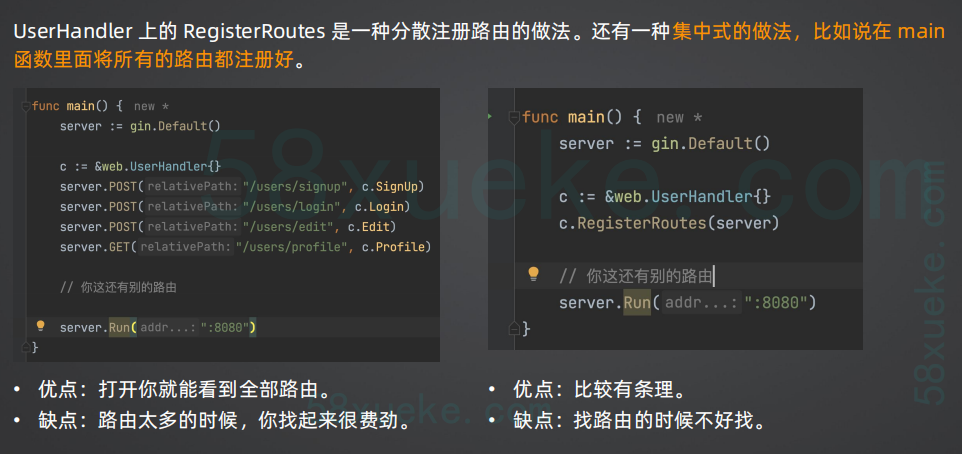 UserHandler 上的 RegisterRoutes 是一种分散注册路由的做法。还有一种集中式的做法，比如说在 main
函数里面将所有的路由都注册好。
func main() { new *
server := gin.Default()
c := &web.UserHandler{}
server.POST( relativePath: "/users/signup", c.SignUp)
server.POST( relativePath: "/users/login", c.Login)
server.POST( relativePath: "/users/edit", c.Edit)
server.GET( relativePath: "/users/profile", c.Profile)
// 你这还有别的路由
server.Run( addr...: ":8080")
}
• 优点：打开你就能看到全部路由。
• 缺点：路由太多的时候，你找起来很费劲。
func main() { new *
server := gin.Default()
c := &web.UserHandler{}
c.RegisterRoutes(server)
// 你这还有别的路由
server.Run( addr...: ":8080")
}
• 优点：比较有条理。
• 缺点：找路由的时候不好找。
58xueke.com
58xueke.com
58xueke.com